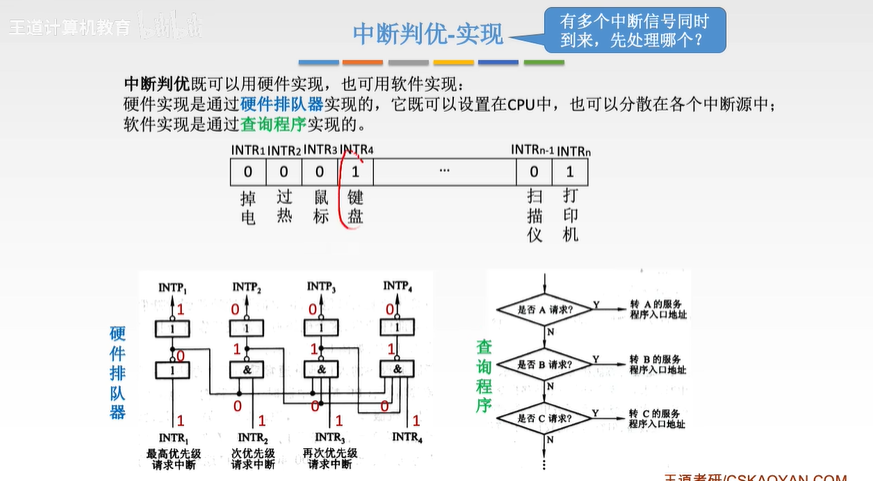 王道计算机教育
中断判优-实现
有多个中断信号同时
到来，先处理哪个？
中断判优既可以用硬件实现，也可用软件实现：
硬件实现是通过硬件排队器实现的，它既可以设置在CPU中，也可以分散在各个中断源中；
软件实现是通过查询程序实现的。
INTR1 INTR2 INTR3 INTR4 INTRn-1 INTRn
0 0 0 1 … 0 1
掉电 过热 鼠标 键盘 扫描仪 打印机
硬件排队器
INTP₁ INTP₂ INTP₃ INTP₄
1 0 0 0
1 1 1 1
0 1 1 1
1 & & &
0 0 0
1 1 1 1
INTR₁ INTR₂ INTR₃ INTR₄
最高优先级 次优先级 再次优先级
请求中断 请求中断 请求中断
查询程序
是否 A 请求？ Y 转 A 的服务
程序入口地址
N
是否 B 请求？ Y 转 B 的服务
程序入口地址
N
是否 C 请求？ Y 转 C 的服务
程序入口地址
N
王道考研/CSKAOYAN.COM